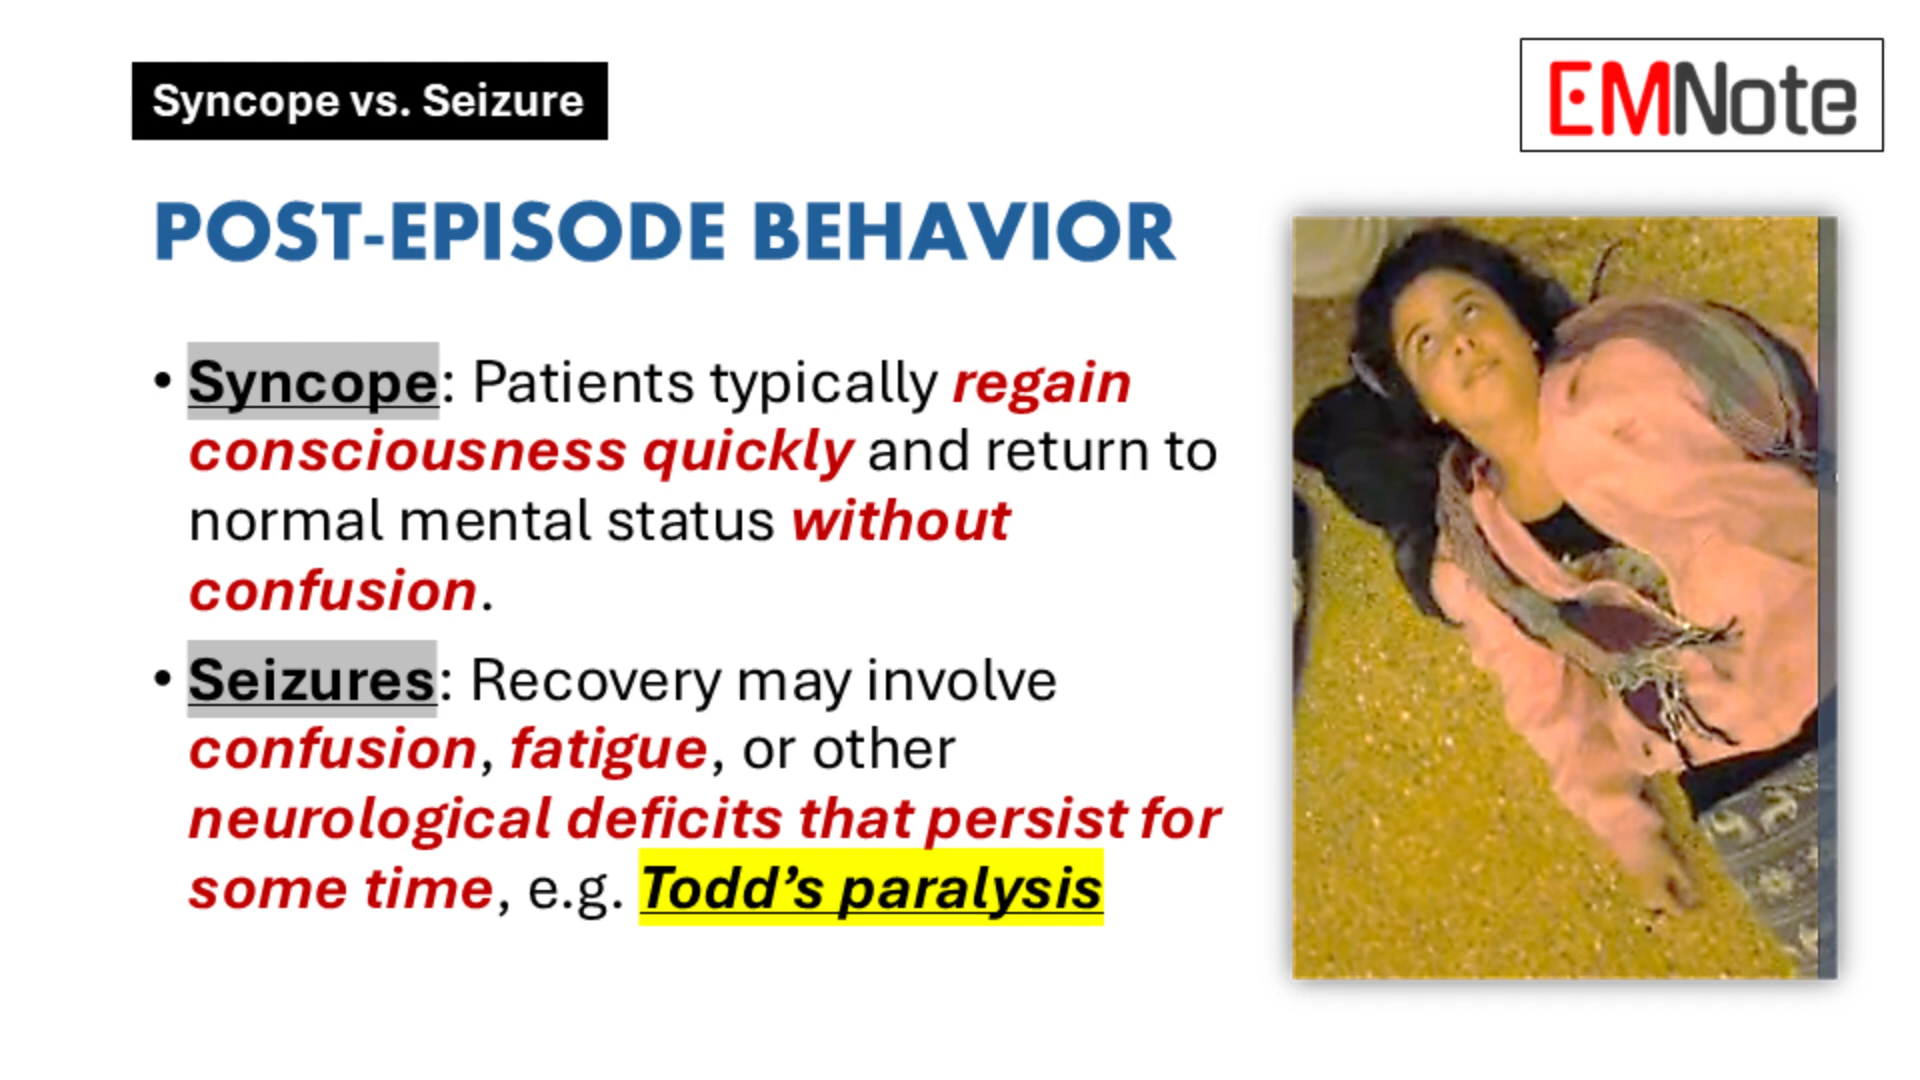 Syncope vs. Seizure
EMNote
POST-EPISODE BEHAVIOR
• Syncope: Patients typically regain
consciousness quickly and return to
normal mental status without
confusion.
• Seizures: Recovery may involve
confusion, fatigue, or other
neurological deficits that persist for
some time, e.g. Todd’s paralysis